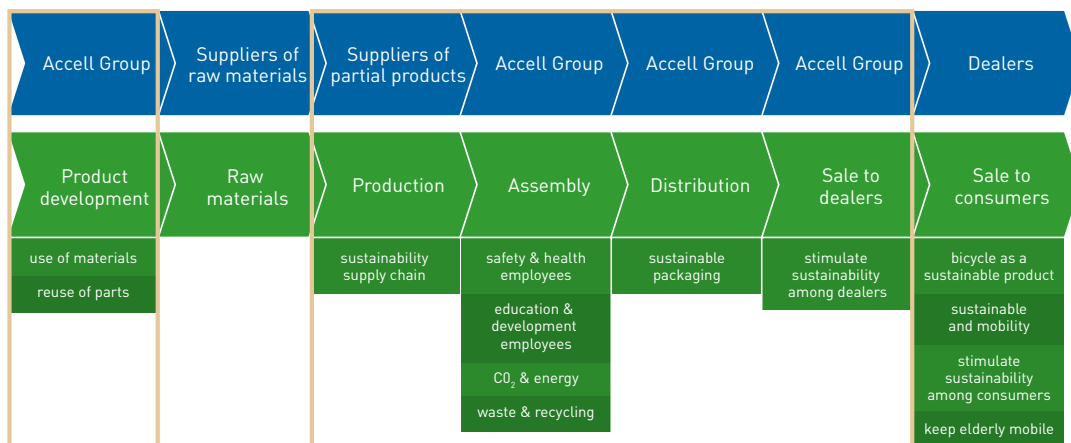 Accell Group
Suppliers of
raw materials
Suppliers of
partial products
Accell Group
Accell Group
Accell Group
Dealers
Product
development
Raw
materials
Production
Assembly
Distribution
Sale to
dealers
Sale to
consumers
use of materials
reuse of parts
sustainability
supply chain
safety & health
employees
education &
development
employees
C0₂ & energy
waste & recycling
sustainable
packaging
stimulate
sustainability
among dealers
bicycle as a
sustainable product
sustainable
and mobility
stimulate
sustainability
among consumers
keep elderly mobile